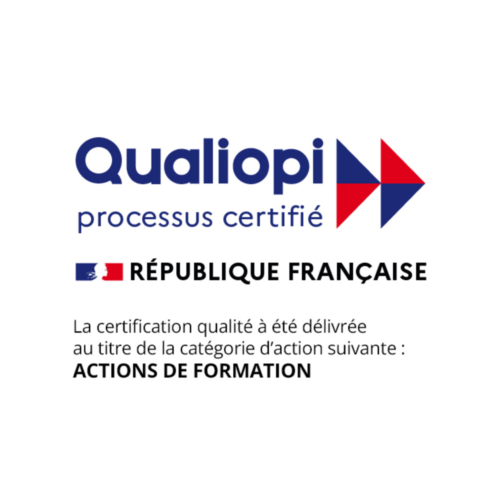 Qualiopi
processus certifié
RÉPUBLIQUE FRANÇAISE
La certification qualité à été délivrée
au titre de la catégorie d'action suivante :
ACTIONS DE FORMATION